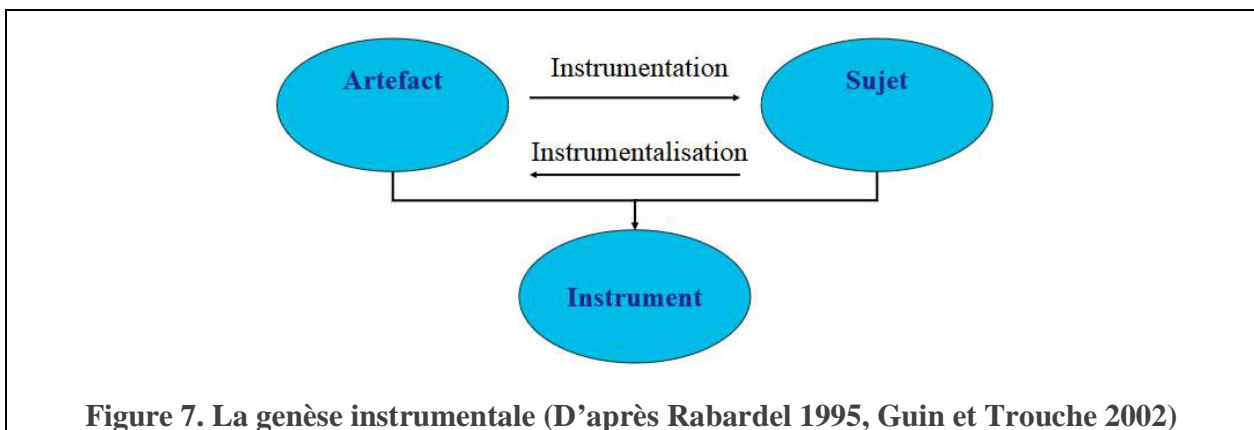 Artefact
Instrumentation
Sujet
Instrumentalisation
Instrument
Figure 7. La genèse instrumentale (D’après Rabardel 1995, Guin et Trouche 2002)